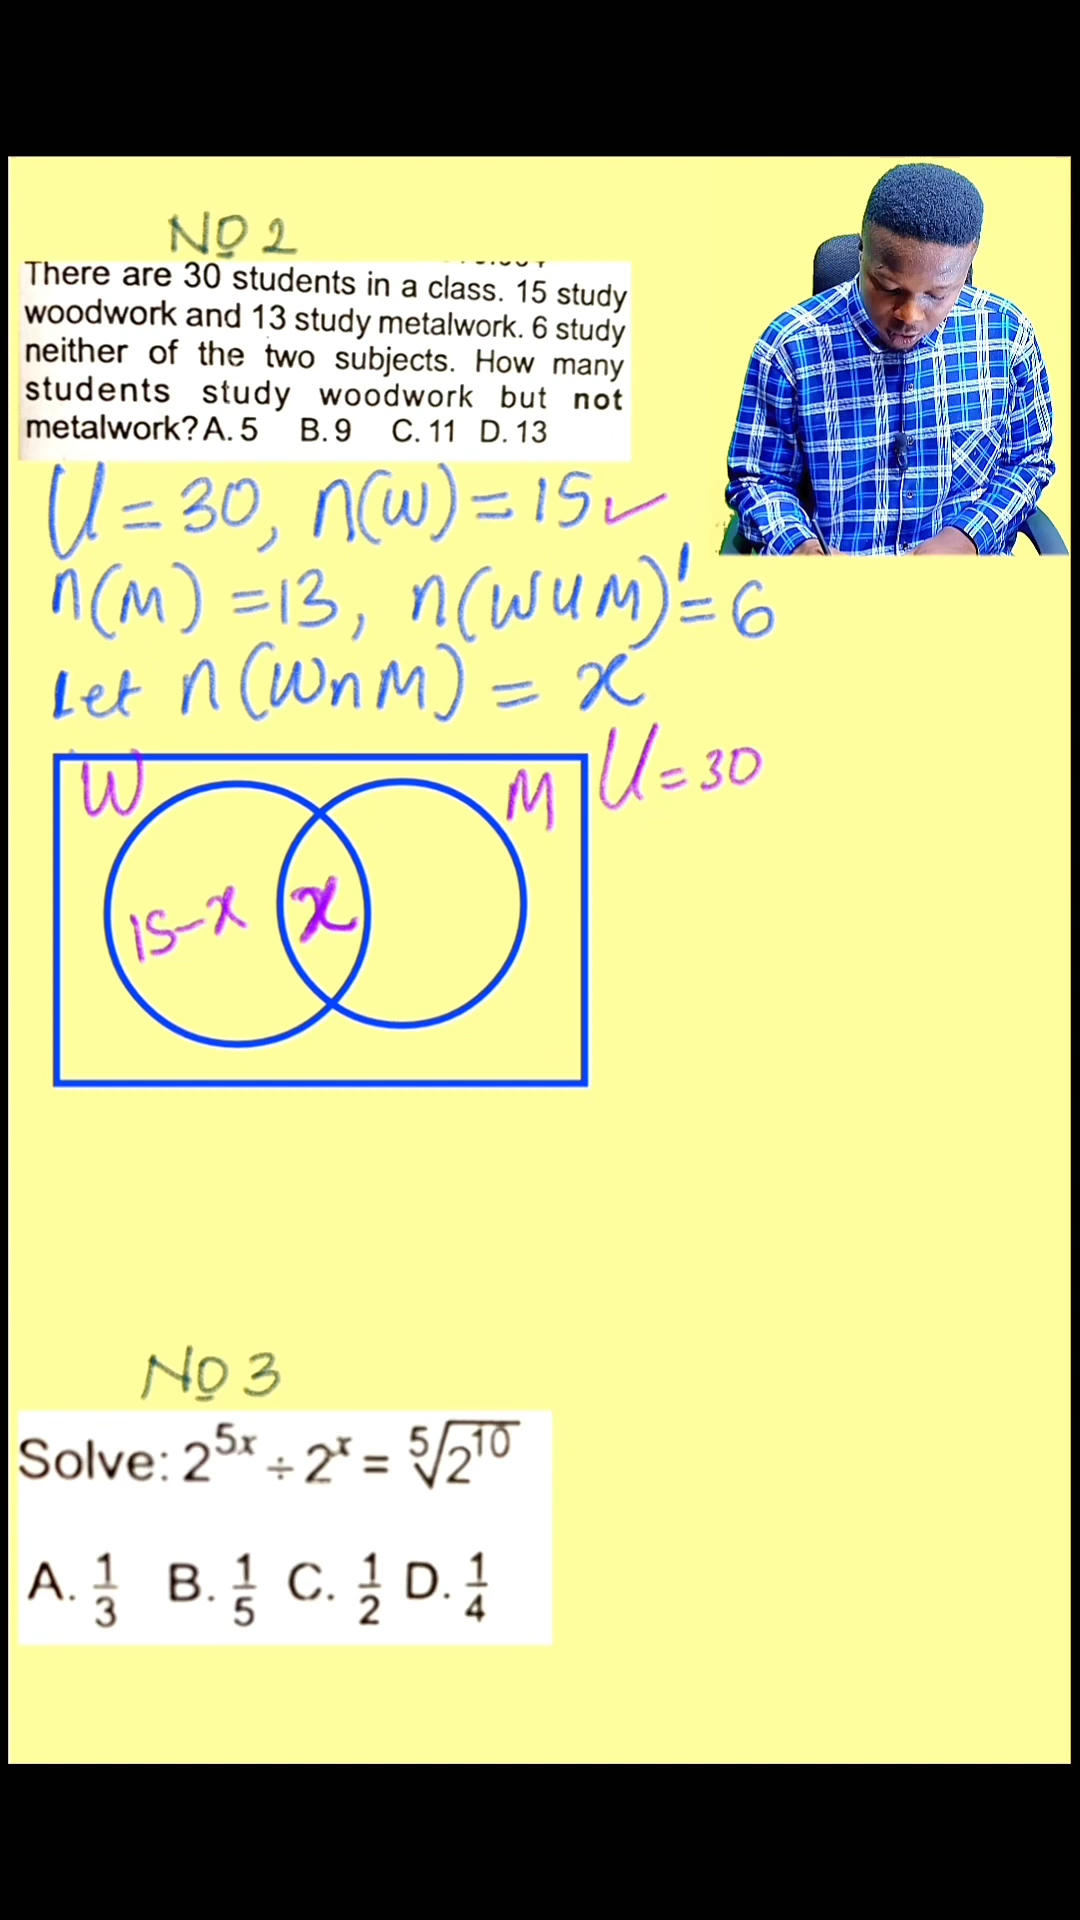 No 2
There are 30 students in a class. 15 study
woodwork and 13 study metalwork. 6 study
neither of the two subjects. How many
students study woodwork but not
metalwork? A. 5 B. 9 C. 11 D. 13
U = 30, n(W) = 15 ✓
n(M) = 13, n(W∪M)' = 6
Let n(W∩M) = x
W M U = 30
15-x x
No 3
Solve: 2^{5x} ÷ 2^x = ⁵√2^{10}
A. 1/3 B. 1/5 C. 1/2 D. 1/4